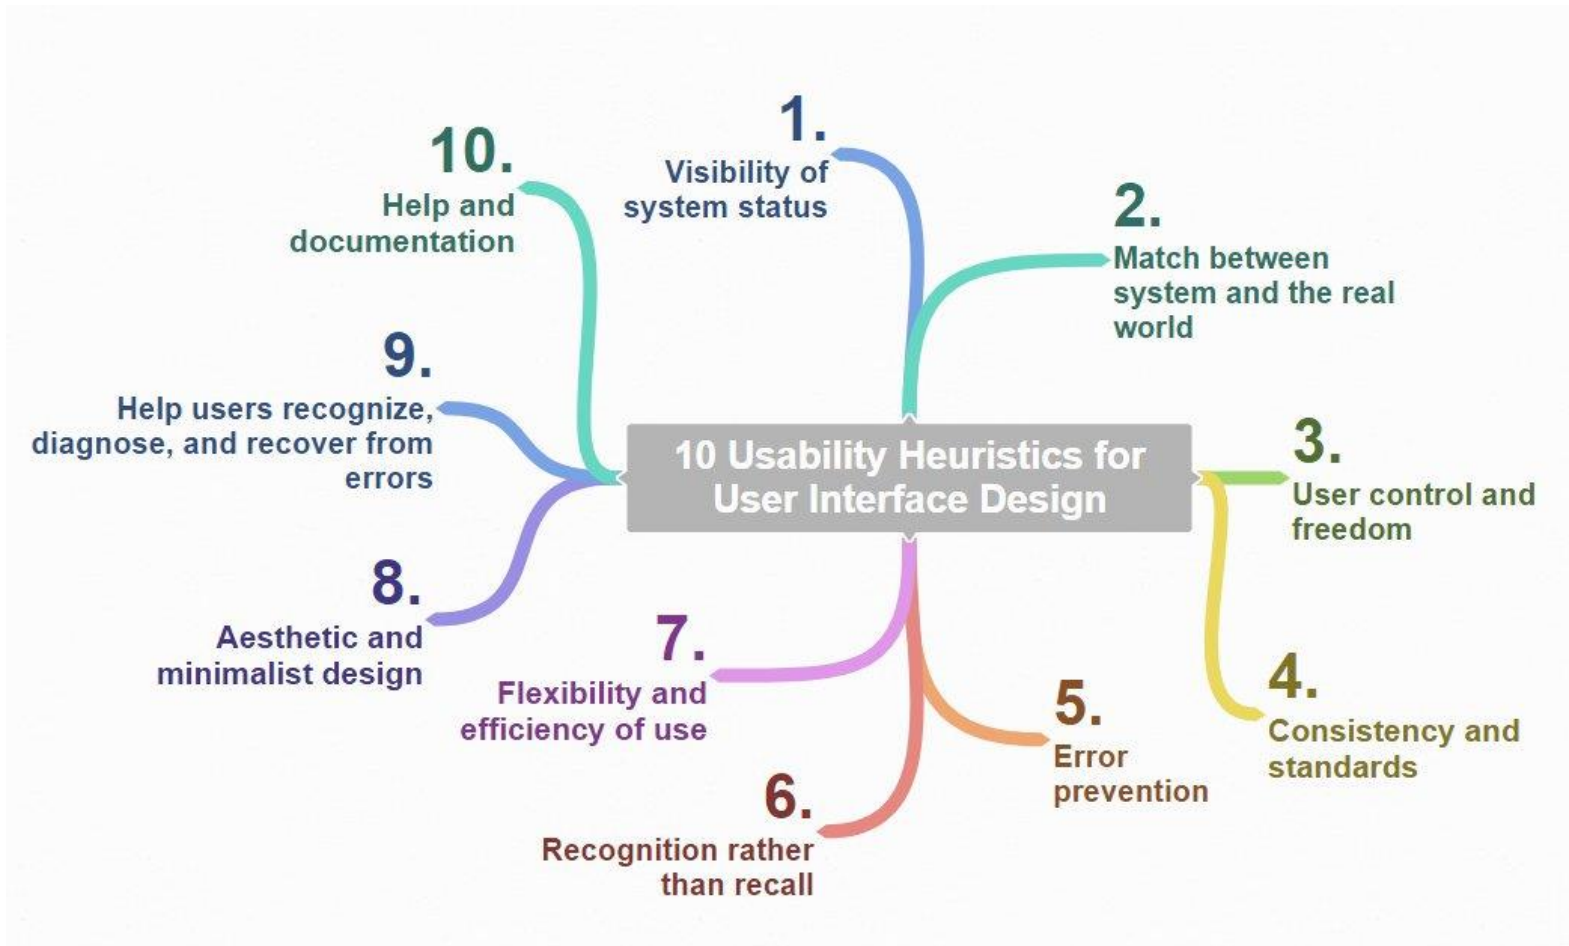 10 Usability Heuristics for
User Interface Design
1.
Visibility of
system status
2.
Match between
system and the real
world
3.
User control and
freedom
4.
Consistency and
standards
5.
Error
prevention
6.
Recognition rather
than recall
7.
Flexibility and
efficiency of use
8.
Aesthetic and
minimalist design
9.
Help users recognize,
diagnose, and recover from
errors
10.
Help and
documentation